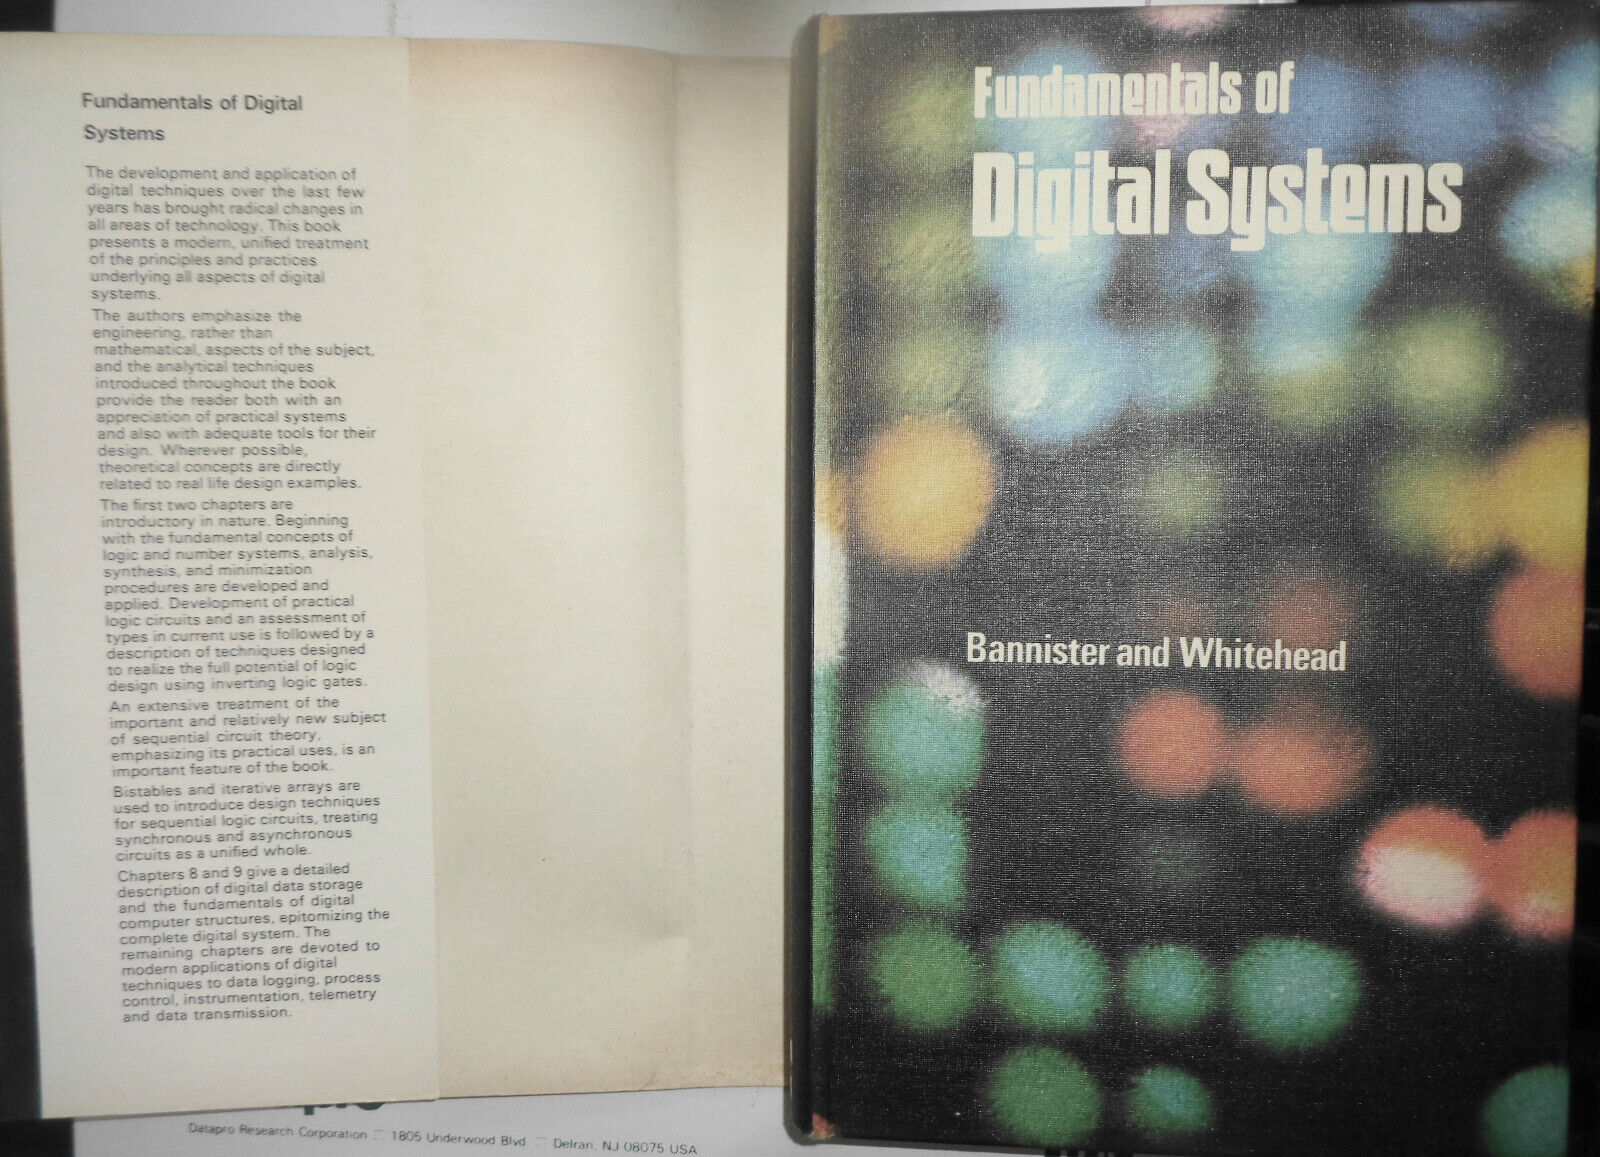 Fundamentals of Digital
Systems
The development and application of
digital techniques over the last few
years has brought radical changes in
all areas of technology. This book
presents a modern, unified treatment
of the principles and practices
underlying all aspects of digital
systems.
The authors emphasize the
engineering, rather than
mathematical, aspects of the subject,
and the analytical techniques
introduced throughout the book
provide the reader both with an
appreciation of practical systems
and also with adequate tools for their
design. Wherever possible,
theoretical concepts are directly
related to real life design examples.
The first two chapters are
introductory in nature. Beginning
with the fundamental concepts of
logic and number systems, analysis,
synthesis, and minimization
procedures are developed and
applied. Development of practical
logic circuits and an assessment of
types in current use is followed by a
description of techniques designed
to realize the full potential of logic
design using inverting logic gates.
An extensive treatment of the
important and relatively new subject
of sequential circuit theory,
emphasizing its practical uses, is an
important feature of the book.
Bistables and iterative arrays are
used to introduce design techniques
for sequential logic circuits, treating
synchronous and asynchronous
circuits as a unified whole.
Chapters 8 and 9 give a detailed
description of digital data storage
and the fundamentals of digital
computer structures, epitomizing the
complete digital system. The
remaining chapters are devoted to
modern applications of digital
techniques to data logging, process
control, instrumentation, telemetry
and data transmission.
Datapro Research Corporation 1805 Underwood Blvd Delran, NJ 08075 USA
Fundamentals of
Digital Systems
Bannister and Whitehead